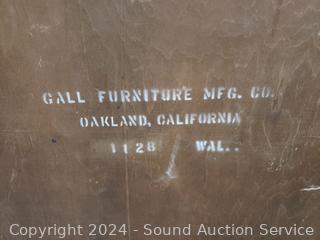 GALL FURNITURE MFG. CO.
OAKLAND, CALIFORNIA
1128 WAL..
Copyright 2024 - Sound Auction Service